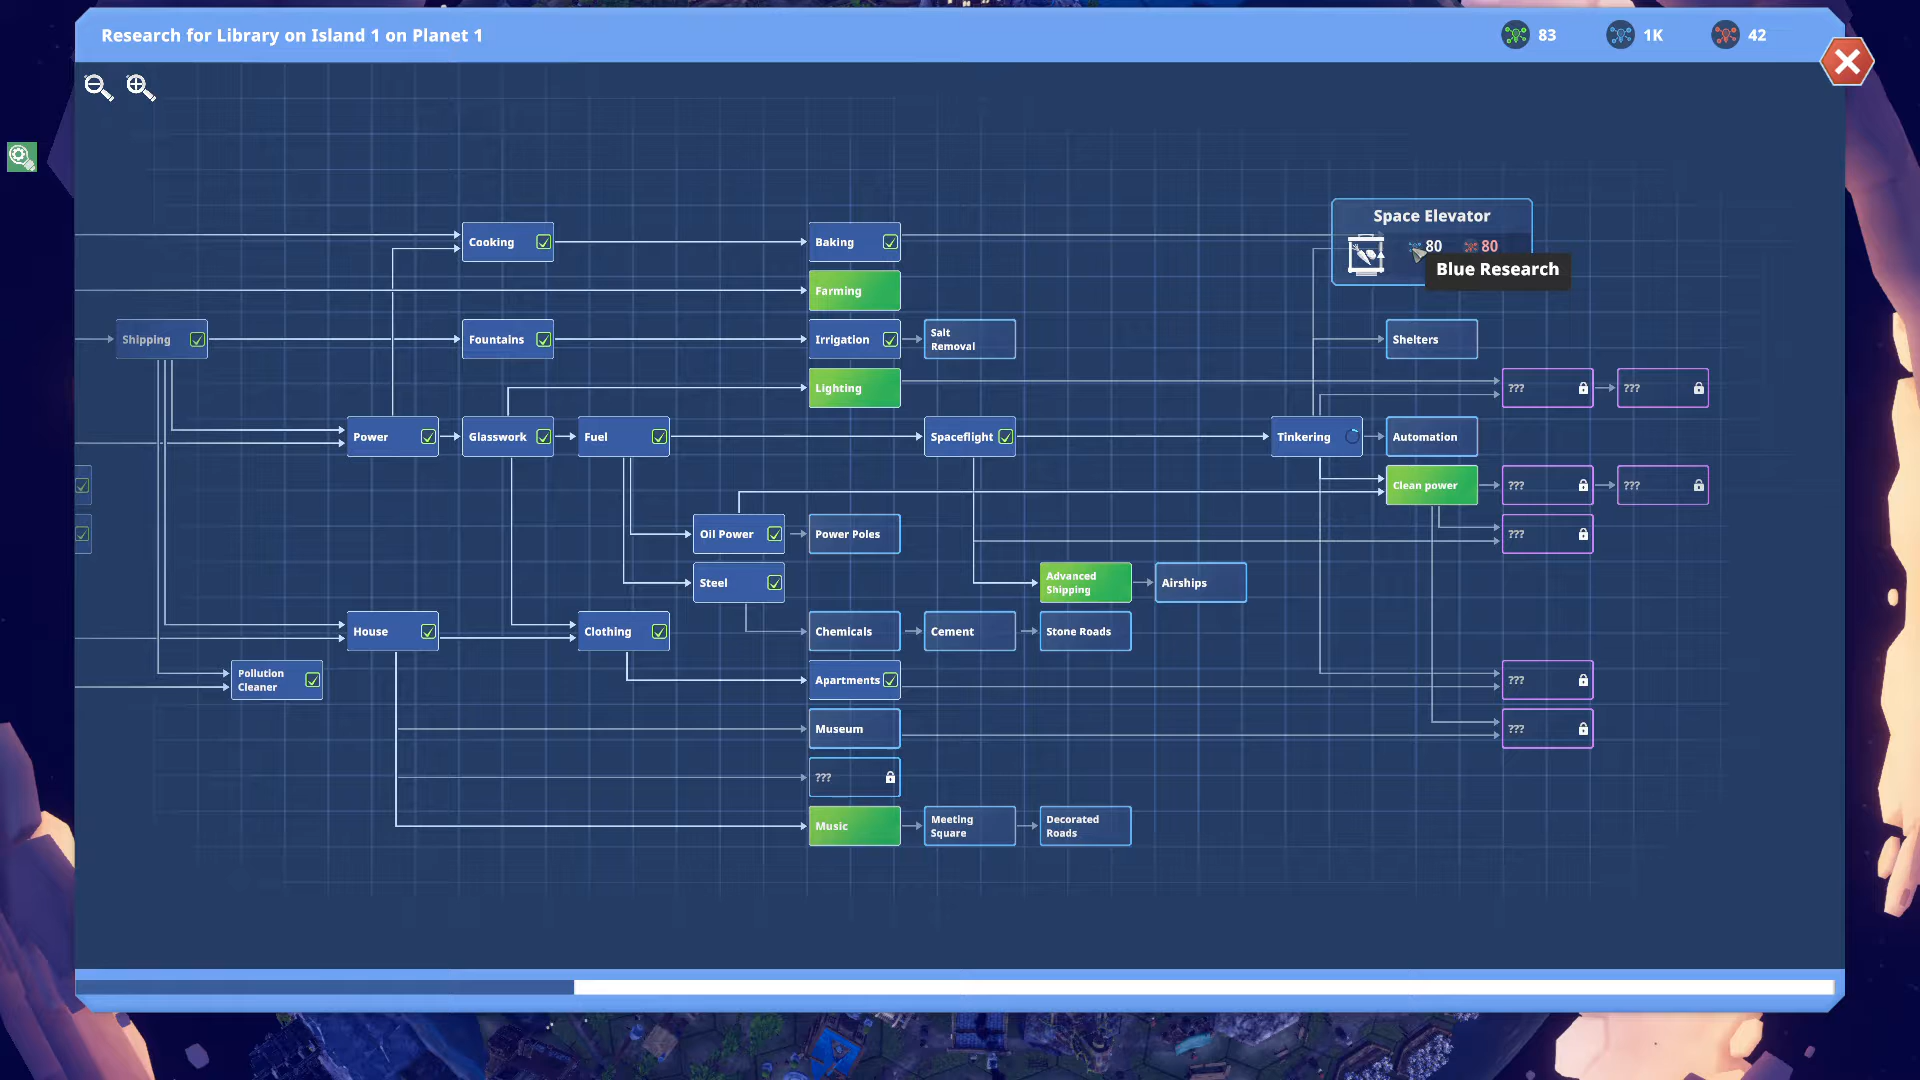 Research for Library on Island 1 on Planet 1
83
1K
42
Space Elevator
80
80
Blue Research
Cooking
Baking
Farming
Shipping
Fountains
Irrigation
Salt
Removal
Shelters
Lighting
???
???
Power
Glasswork
Fuel
Spaceflight
Tinkering
Automation
Clean power
???
???
Oil Power
Power Poles
???
Steel
Advanced
Shipping
Airships
House
Clothing
Chemicals
Cement
Stone Roads
Pollution
Cleaner
Apartments
???
Museum
???
???
Music
Meeting
Square
Decorated
Roads